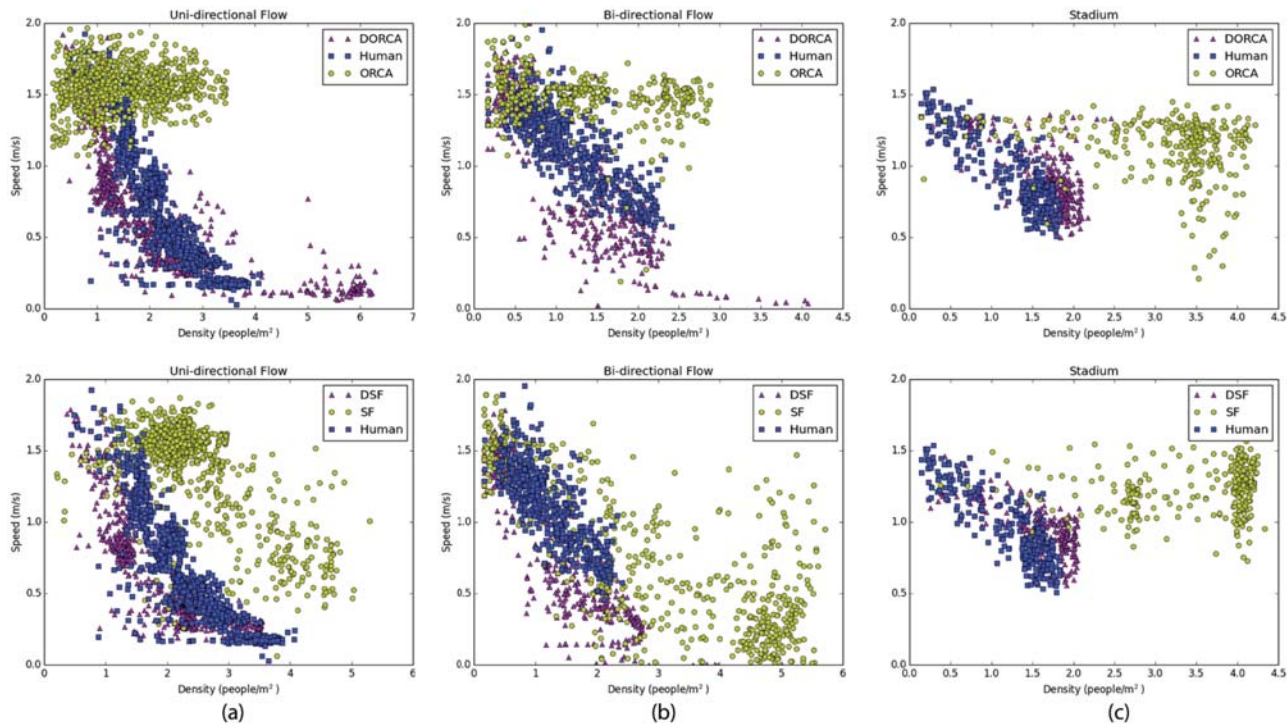 Uni-directional Flow
2.0
1.5
1.0
0.5
0.0
Speed (m/s)
DORCA
Human
ORCA
0 1 2 3 4 5 6 7
Density (people/m²)
Bi-directional Flow
2.0
1.5
1.0
0.5
0.0
Speed (m/s)
DORCA
Human
ORCA
0.0 0.5 1.0 1.5 2.0 2.5 3.0 3.5 4.0 4.5
Density (people/m²)
Stadium
2.0
1.5
1.0
0.5
0.0
Speed (m/s)
DORCA
Human
ORCA
0.0 0.5 1.0 1.5 2.0 2.5 3.0 3.5 4.0 4.5
Density (people/m²)
Uni-directional Flow
2.0
1.5
1.0
0.5
0.0
Speed (m/s)
DSF
SF
Human
0 1 2 3 4 5 6
Density (people/m²)
(a)
Bi-directional Flow
2.0
1.5
1.0
0.5
0.0
Speed (m/s)
DSF
SF
Human
0 1 2 3 4 5 6
Density (people/m²)
(b)
Stadium
2.0
1.5
1.0
0.5
0.0
Speed (m/s)
DSF
SF
Human
0.0 0.5 1.0 1.5 2.0 2.5 3.0 3.5 4.0 4.5
Density (people/m²)
(c)